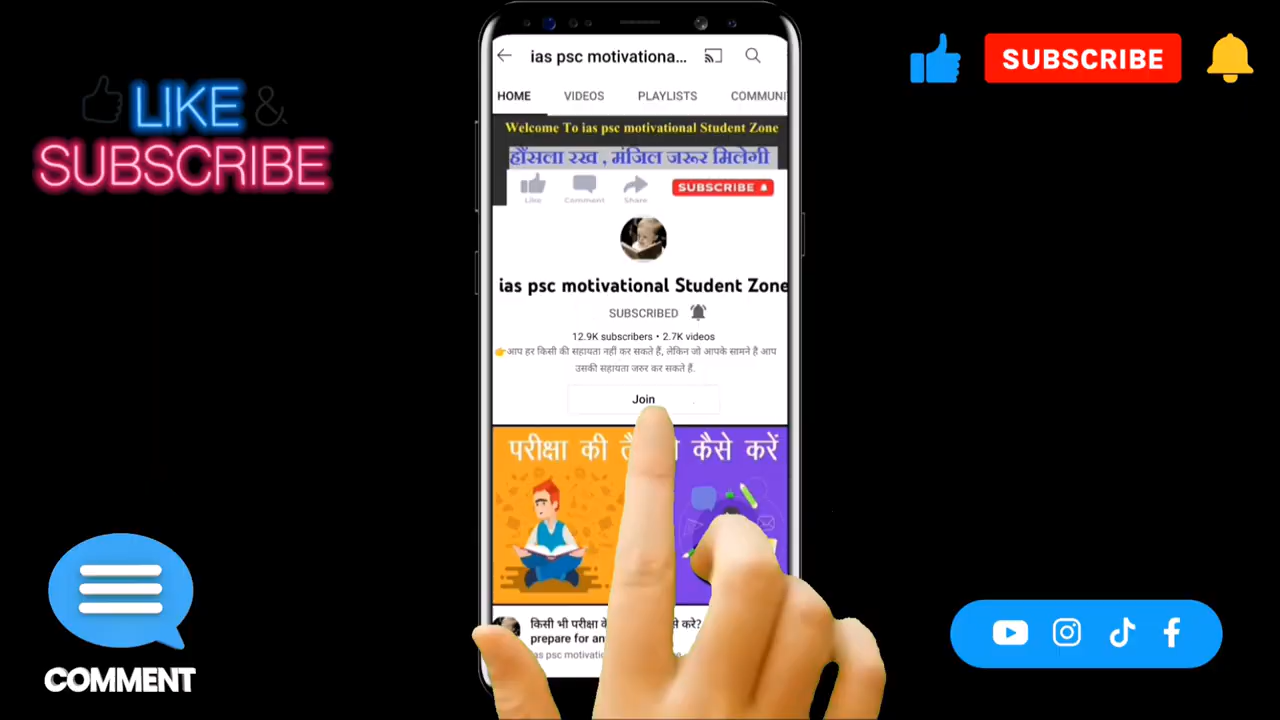 ias psc motivationa...
HOME VIDEOS PLAYLISTS COMMUNI
Welcome To ias psc motivational Student Zone
हौंसला रख , मंजिल जरूर मिलेगी
Like Comment Share SUBSCRIBE
ias psc motivational Student Zone
SUBSCRIBED
12.9K subscribers • 2.7K videos
👉आप हर किसी की सहायता नहीं कर सकते हैं, लेकिन जो आपके सामने है आप
उसकी सहायता जरुर कर सकते हैं.
Join
परीक्षा की कैसे करें
किसी भी परीक्षा से करे?
prepare for
ias psc
LIKE &
SUBSCRIBE
SUBSCRIBE
COMMENT